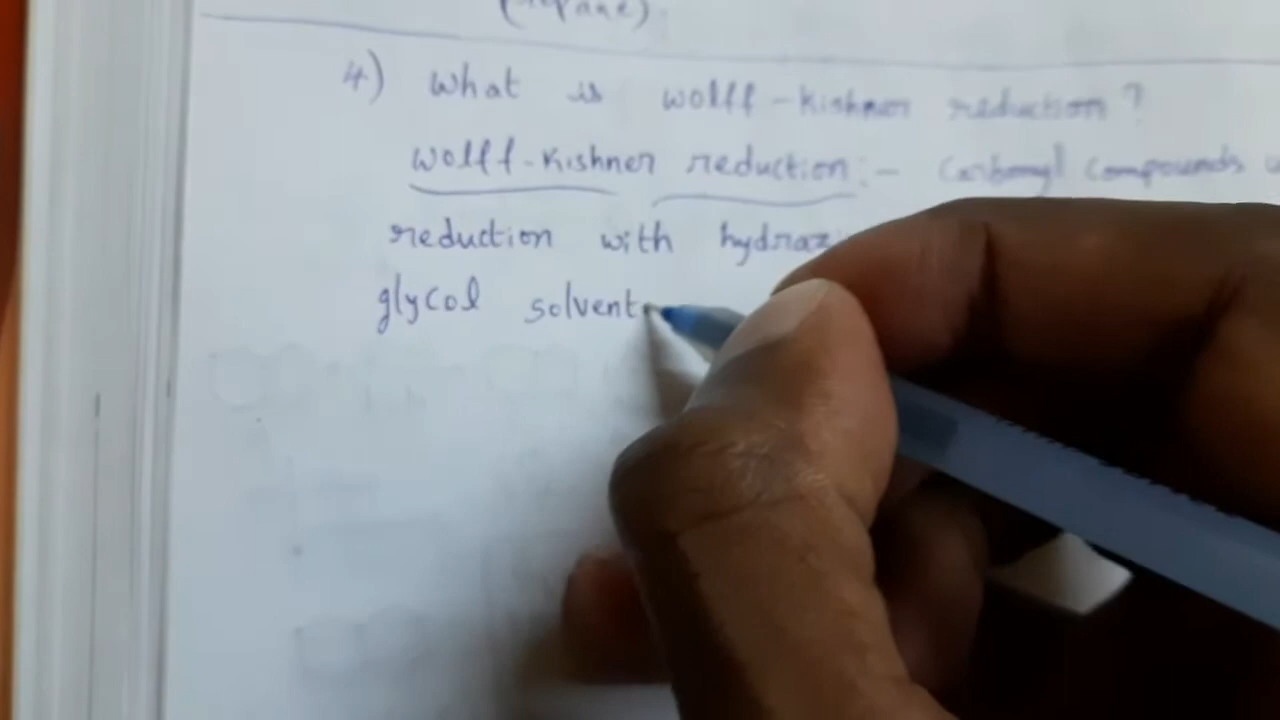 4) What is wolff-Kishner reduction?
Wolff-Kishner reduction:- Carbonyl compounds
reduction with
glycol solvent